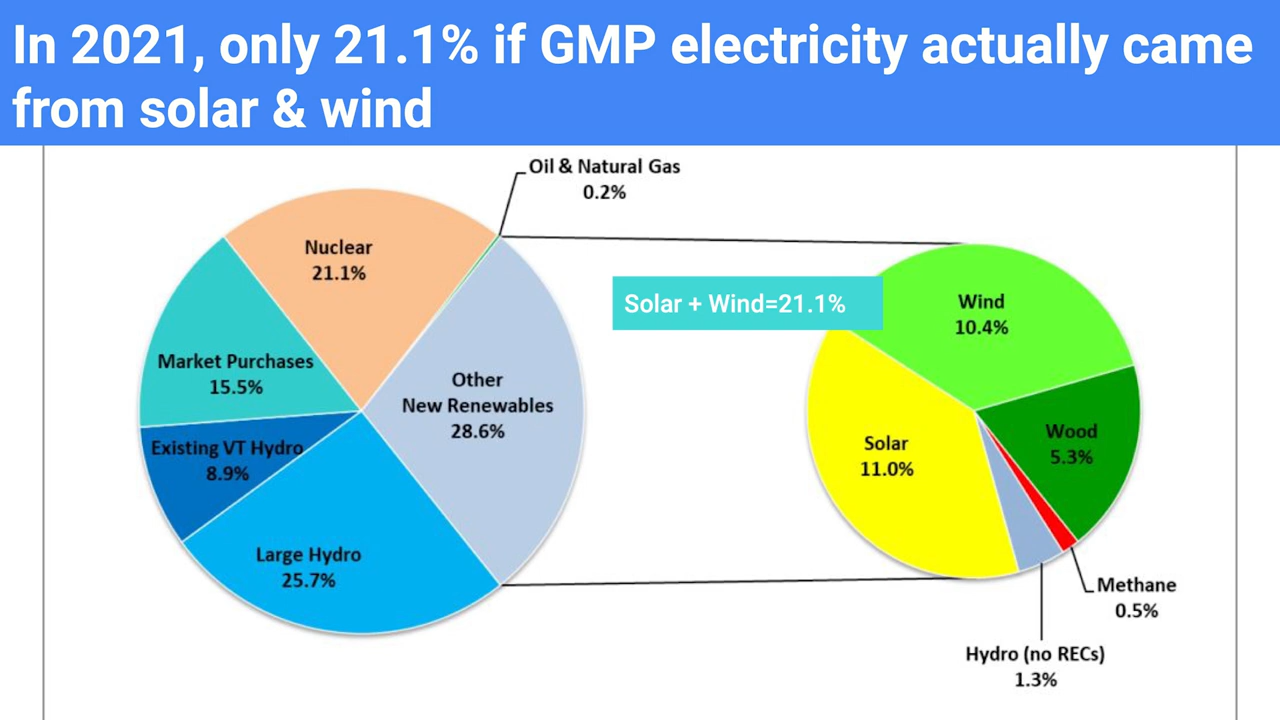 In 2021, only 21.1% if GMP electricity actually came
from solar & wind
Oil & Natural Gas
0.2%
Nuclear
21.1%
Solar + Wind=21.1%
Wind
10.4%
Market Purchases
15.5%
Other
New Renewables
28.6%
Existing VT Hydro
8.9%
Solar
11.0%
Wood
5.3%
Large Hydro
25.7%
Methane
0.5%
Hydro (no RECs)
1.3%